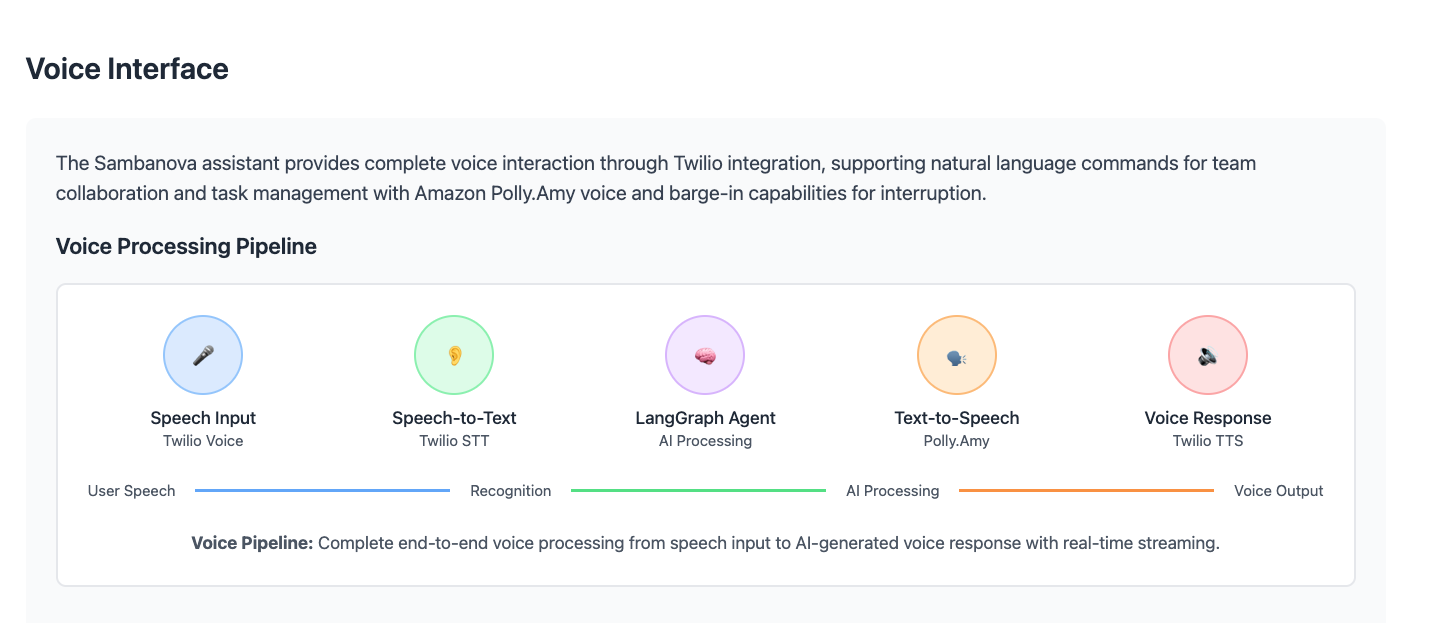 Voice Interface
The Sambanova assistant provides complete voice interaction through Twilio integration, supporting natural language commands for team
collaboration and task management with Amazon Polly.Amy voice and barge-in capabilities for interruption.
Voice Processing Pipeline
Speech Input
Twilio Voice
Speech-to-Text
Twilio STT
LangGraph Agent
AI Processing
Text-to-Speech
Polly.Amy
Voice Response
Twilio TTS
User Speech
Recognition
AI Processing
Voice Output
Voice Pipeline: Complete end-to-end voice processing from speech input to AI-generated voice response with real-time streaming.